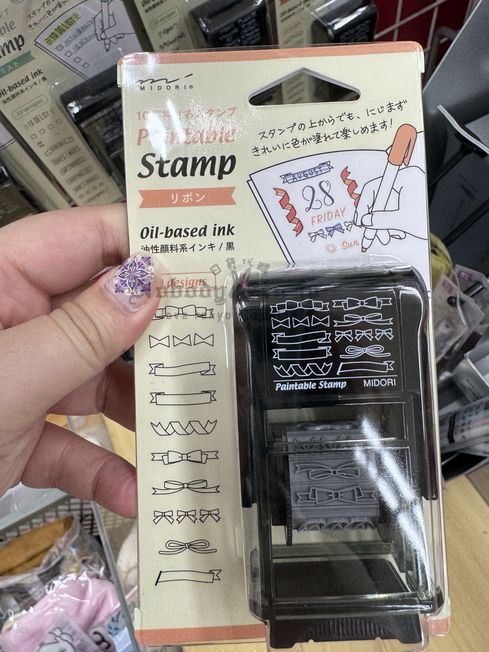 MIDORI
Paintable
Stamp
リボン
Oil-based ink
油性顔料系インキ/黒
designs
スタンプの上からでも、にじまず
きれいに色が塗れて楽しめます!
AUGUST
28
FRIDAY
Sun
Paintable Stamp MIDORI
Oil-based ink